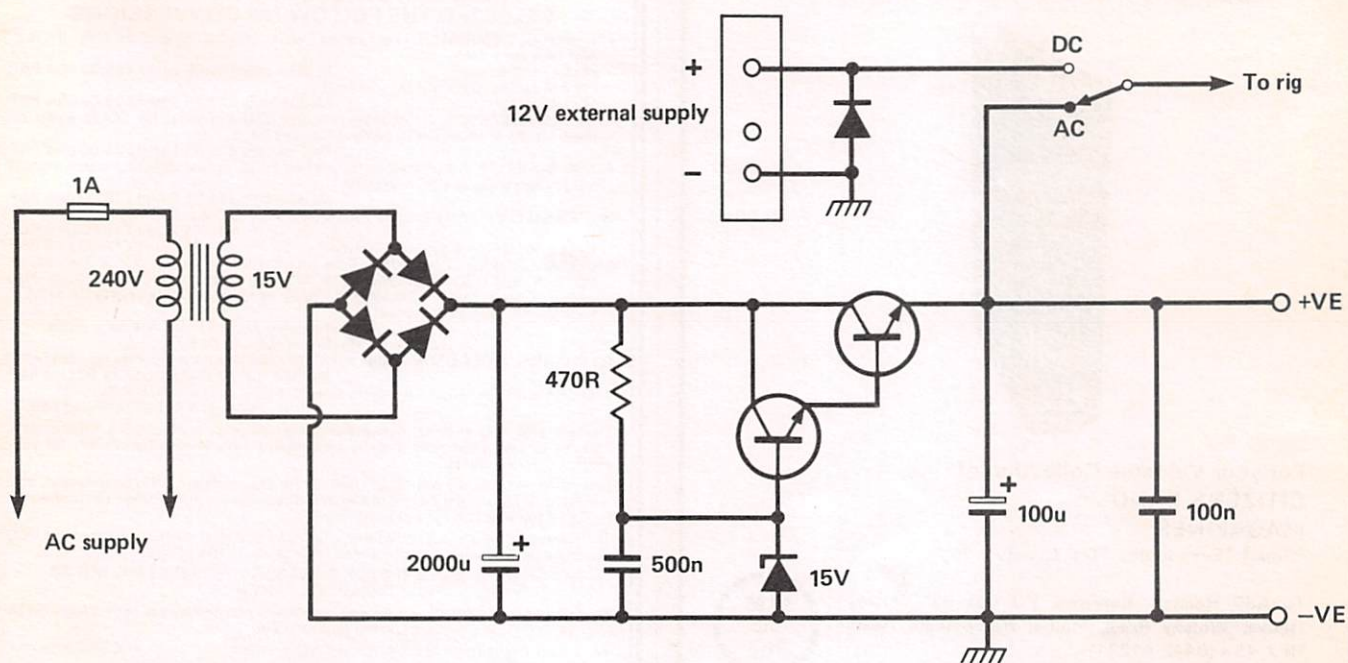 DC
+
To rig
12V external supply
AC
–
1A
240V
15V
+VE
470R
+
100u
100n
AC supply
2000u
+
500n
15V
–VE